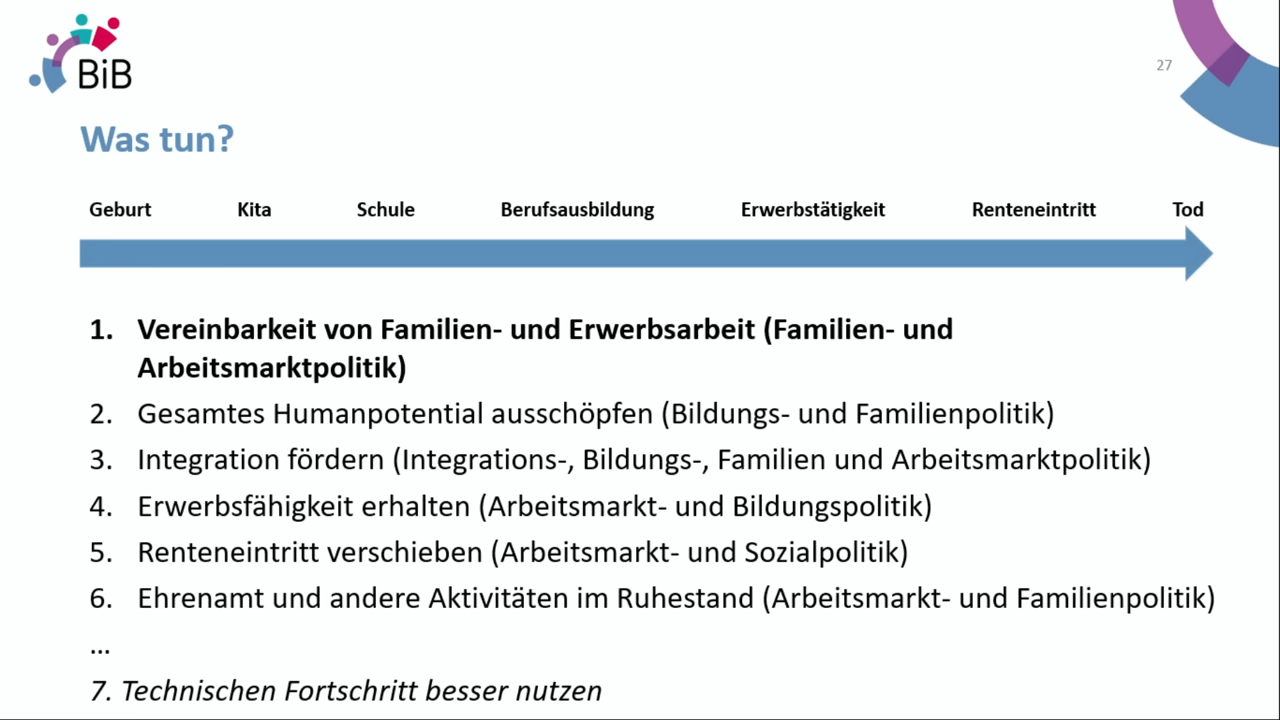 BiB
27
Was tun?
Geburt Kita Schule Berufsausbildung Erwerbstätigkeit Renteneintritt Tod
1. Vereinbarkeit von Familien- und Erwerbsarbeit (Familien- und
Arbeitsmarktpolitik)
2. Gesamtes Humanpotential ausschöpfen (Bildungs- und Familienpolitik)
3. Integration fördern (Integrations-, Bildungs-, Familien und Arbeitsmarktpolitik)
4. Erwerbsfähigkeit erhalten (Arbeitsmarkt- und Bildungspolitik)
5. Renteneintritt verschieben (Arbeitsmarkt- und Sozialpolitik)
6. Ehrenamt und andere Aktivitäten im Ruhestand (Arbeitsmarkt- und Familienpolitik)
...
7. Technischen Fortschritt besser nutzen